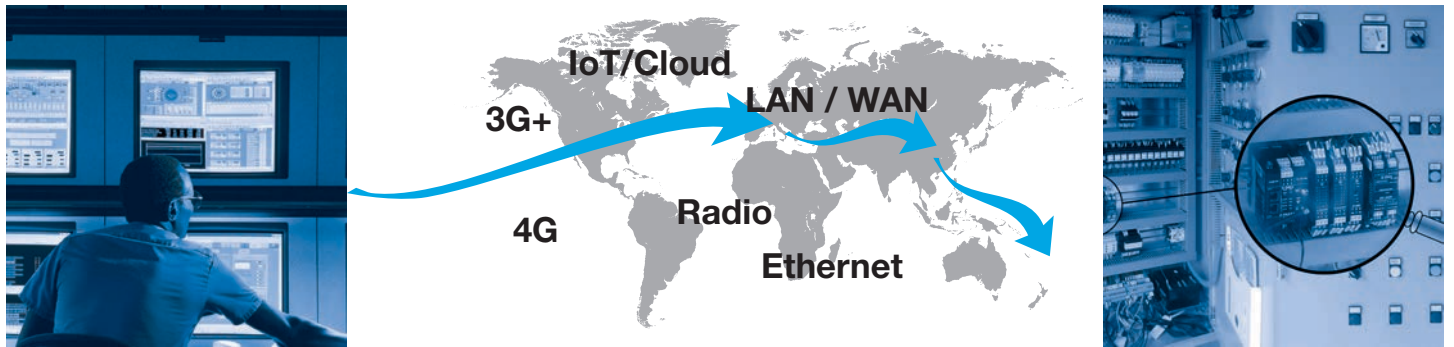 IoT/Cloud
LAN / WAN
3G+
Radio
4G
Ethernet